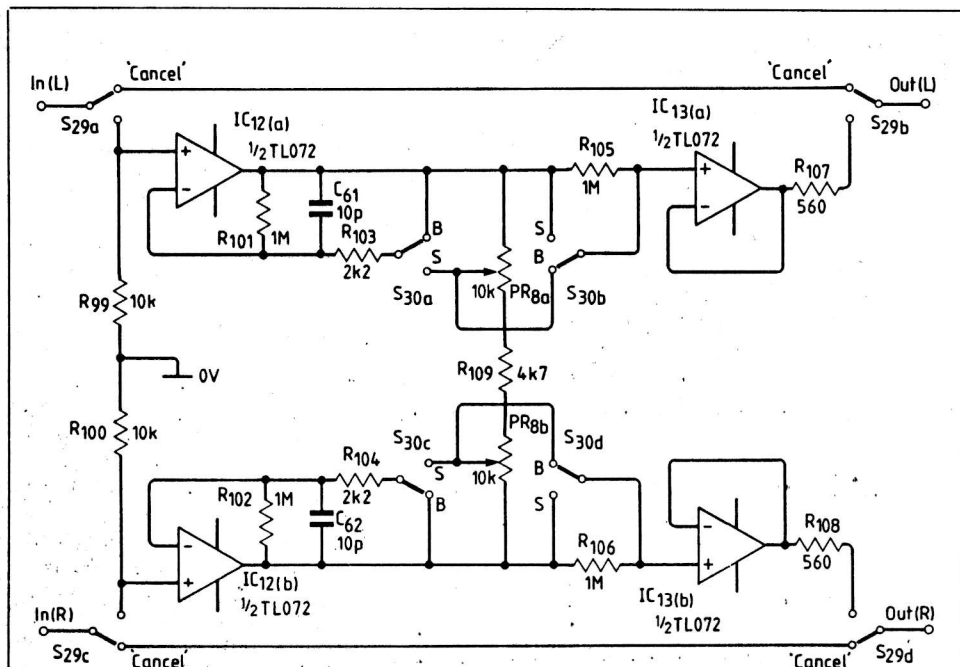 'Cancel'
'Cancel'
In(L)
Out(L)
S29a
IC12(a)
½TL072
IC13(a)
½TL072
S29b
R105
1M
R107
560
C61
10p
R101
1M
R103
2k2
B
S
S30a
S
B
10k
PR8a
S30b
R99
10k
0V
R109
4k7
R100
10k
PR8b
S30c
S
10k
S30d
B
R104
2k2
B
S
R102
1M
C62
10p
R106
1M
R108
560
IC12(b)
½TL072
IC13(b)
½TL072
In(R)
Out(R)
S29c
'Cancel'
'Cancel'
S29d